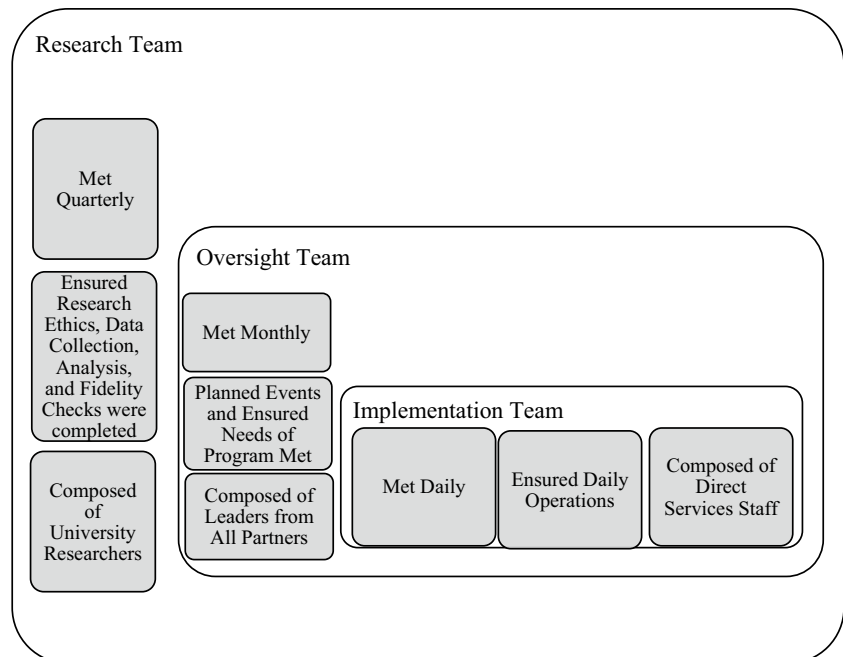 Research Team
Met
Quarterly
Ensured
Research
Ethics, Data
Collection,
Analysis,
and Fidelity
Checks were
completed
Composed
of
University
Researchers
Oversight Team
Met Monthly
Planned Events
and Ensured
Needs of
Program Met
Composed of
Leaders from
All Partners
Implementation Team
Met Daily
Ensured Daily
Operations
Composed of
Direct
Services Staff